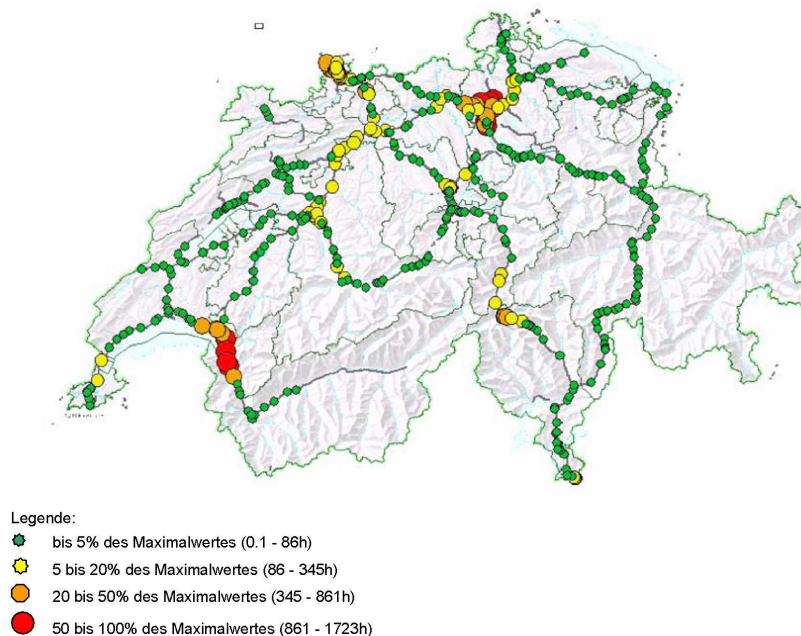 Legende:
bis 5% des Maximalwertes (0.1 - 86h)
5 bis 20% des Maximalwertes (86 - 345h)
20 bis 50% des Maximalwertes (345 - 861h)
50 bis 100% des Maximalwertes (861 - 1723h)